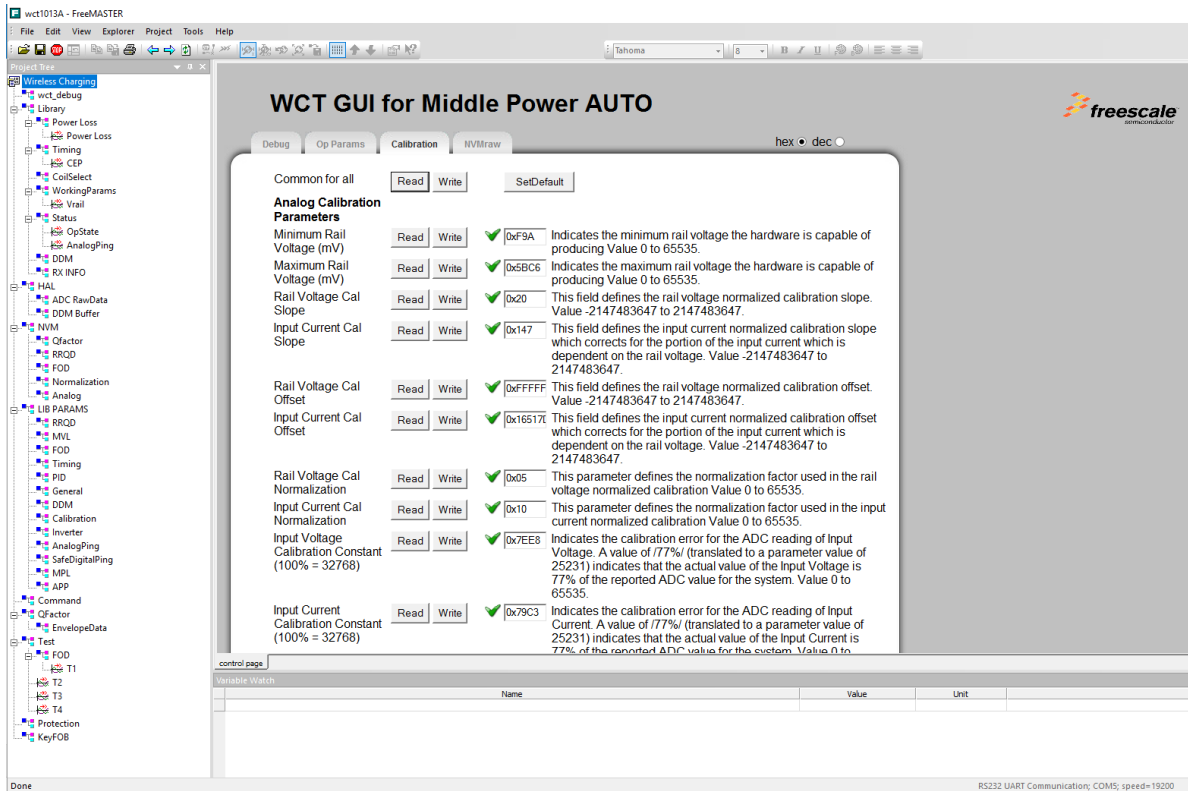 wct1013A - FreeMASTER
File Edit View Explorer Project Tools Help
Tahoma 8 B I U
Project Tree
Wireless Charging
wct_debug
Library
Power Loss
Power Loss
Timing
CEP
CoilSelect
WorkingParams
Vrail
Status
OpState
AnalogPing
DDM
RX INFO
HAL
ADC RawData
DDM Buffer
NVM
Qfactor
RRQD
FOD
Normalization
Analog
LIB PARAMS
RRQD
MVL
FOD
Timing
PID
General
DDM
Calibration
Inverter
AnalogPing
SafeDigitalPing
MPL
APP
Command
QFactor
EnvelopeData
Test
FOD
T1
T2
T3
T4
Protection
KeyFOB
WCT GUI for Middle Power AUTO
freescale
semiconductor
Debug Op Params Calibration NVMraw
hex dec
Common for all Read Write SetDefault
Analog Calibration
Parameters
Minimum Rail
Voltage (mV)
Read Write 0xF9A
Indicates the minimum rail voltage the hardware is capable of
producing Value 0 to 65535.
Maximum Rail
Voltage (mV)
Read Write 0x5BC6
Indicates the maximum rail voltage the hardware is capable of
producing Value 0 to 65535.
Rail Voltage Cal
Slope
Read Write 0x20
This field defines the rail voltage normalized calibration slope.
Value -2147483647 to 2147483647.
Input Current Cal
Slope
Read Write 0x147
This field defines the input current normalized calibration slope
which corrects for the portion of the input current which is
dependent on the rail voltage. Value -2147483647 to
2147483647.
Rail Voltage Cal
Offset
Read Write 0xFFFFF
This field defines the rail voltage normalized calibration offset.
Value -2147483647 to 2147483647.
Input Current Cal
Offset
Read Write 0x16517
This field defines the input current normalized calibration offset
which corrects for the portion of the input current which is
dependent on the rail voltage. Value -2147483647 to
2147483647.
Rail Voltage Cal
Normalization
Read Write 0x05
This parameter defines the normalization factor used in the rail
voltage normalized calibration Value 0 to 65535.
Input Current Cal
Normalization
Read Write 0x10
This parameter defines the normalization factor used in the input
current normalized calibration Value 0 to 65535.
Input Voltage
Calibration Constant
(100% = 32768)
Read Write 0x7EE8
Indicates the calibration error for the ADC reading of Input
Voltage. A value of /77%/ (translated to a parameter value of
25231) indicates that the actual value of the Input Voltage is
77% of the reported ADC value for the system. Value 0 to
65535.
Input Current
Calibration Constant
(100% = 32768)
Read Write 0x79C3
Indicates the calibration error for the ADC reading of Input
Current. A value of /77%/ (translated to a parameter value of
25231) indicates that the actual value of the Input Current is
77% of the reported ADC value for the system. Value 0 to
control page
Variable Watch
Name Value Unit
Done
RS232 UART Communication; COM5; speed=19200